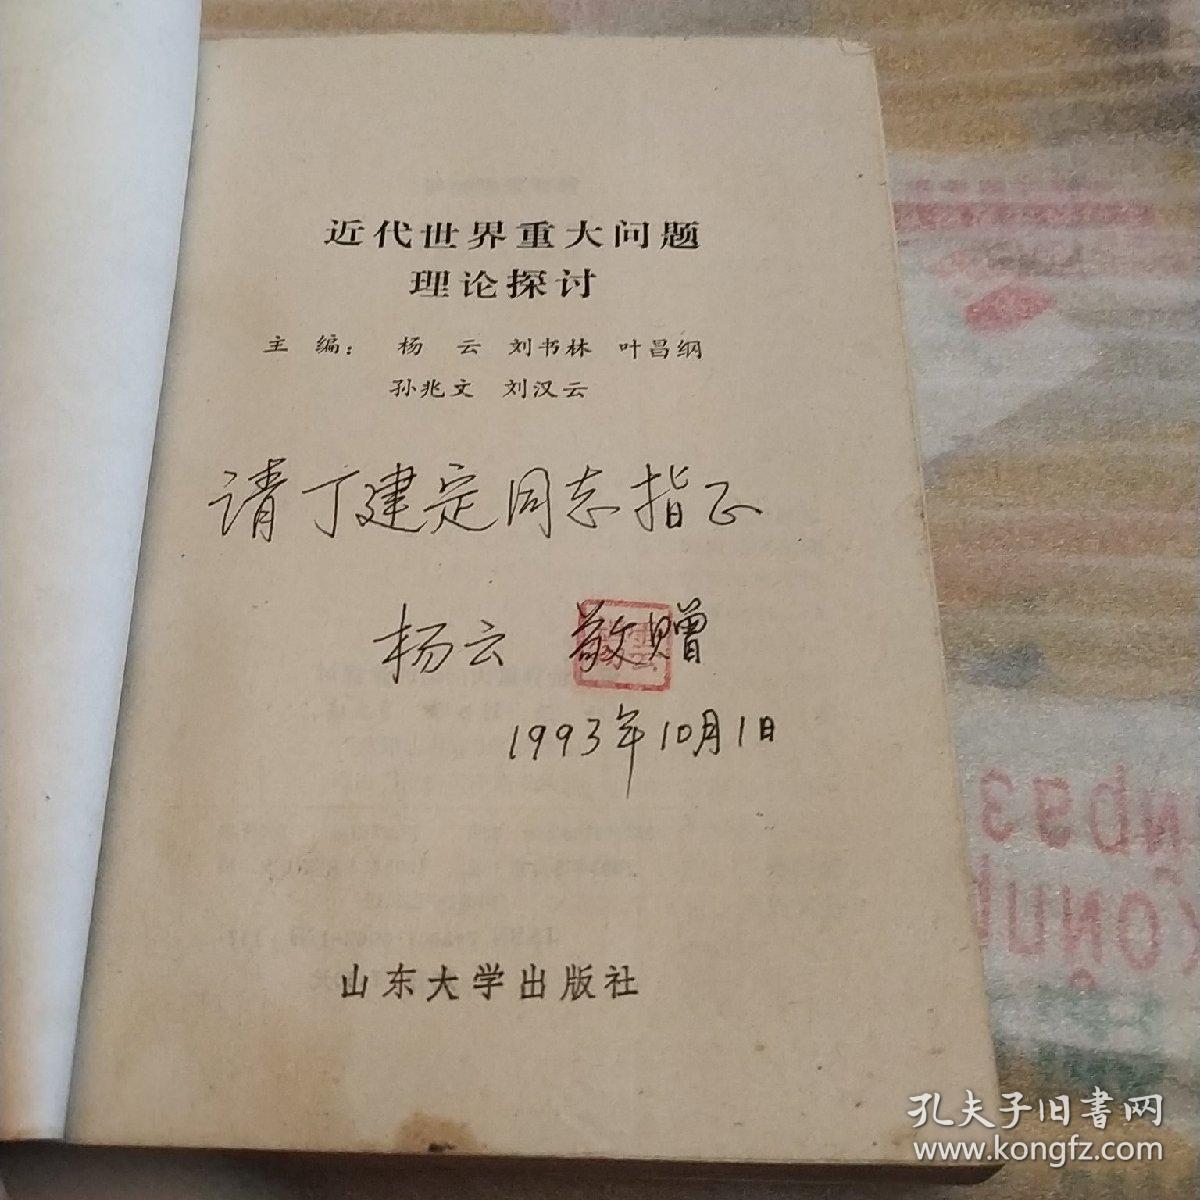 近代世界重大问题
理论探讨
主 编： 杨 云 刘书林 叶昌纲
孙兆文 刘汉云
请丁建定同志指正
杨云 敬赠
1993年10月1日
山东大学出版社
孔夫子旧书网
www.kongfz.com